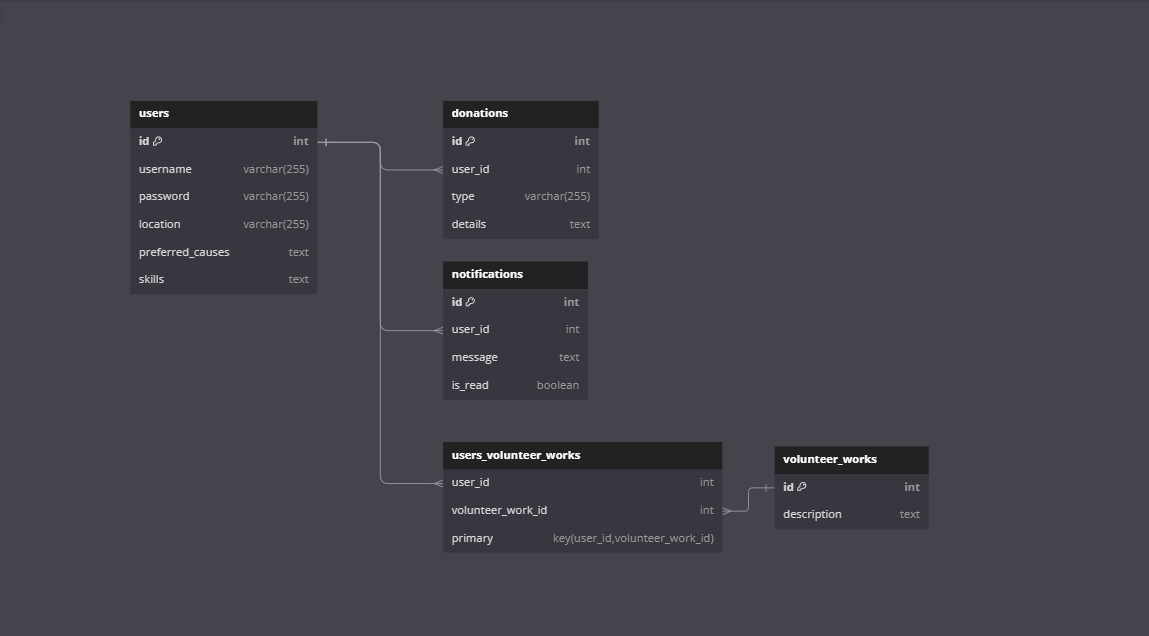 users
id int
username varchar(255)
password varchar(255)
location varchar(255)
preferred_causes text
skills text
donations
id int
user_id int
type varchar(255)
details text
notifications
id int
user_id int
message text
is_read boolean
users_volunteer_works
user_id int
volunteer_work_id int
primary key(user_id,volunteer_work_id)
volunteer_works
id int
description text